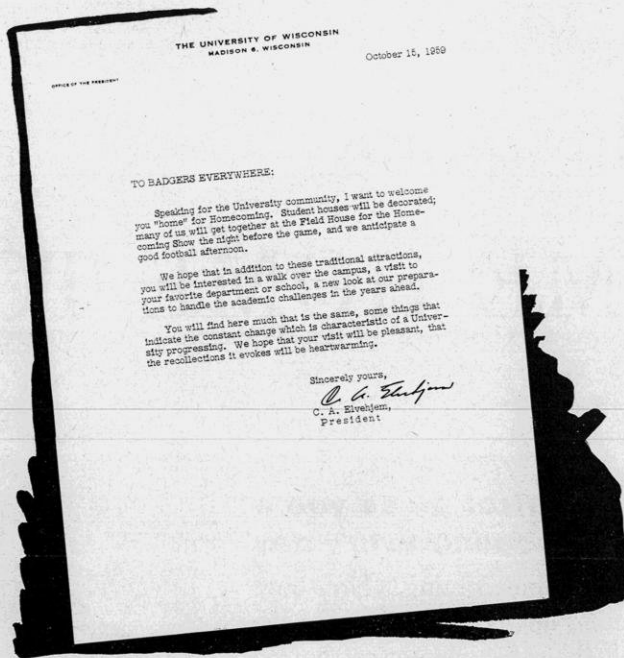 THE UNIVERSITY OF WISCONSIN
MADISON 6, WISCONSIN
October 15, 1959
OFFICE OF THE PRESIDENT
TO BADGERS EVERYWHERE:
Speaking for the University community, I want to welcome
you "home" for Homecoming. Student houses will be decorated;
many of us will get together at the Field House for the Home-
coming Show the night before the game, and we anticipate a
good football afternoon.
We hope that in addition to these traditional attractions,
you will be interested in a walk over the campus, a visit to
your favorite department or school, a new look at our prepara-
tions to handle the academic challenges in the years ahead.
You will find here much that is the same, some things that
indicate the constant change which is characteristic of a Univer-
sity progressing. We hope that your visit will be pleasant, that
the recollections it evokes will be heartwarming.
Sincerely yours,
C. A. Elvehjem
C. A. Elvehjem,
President